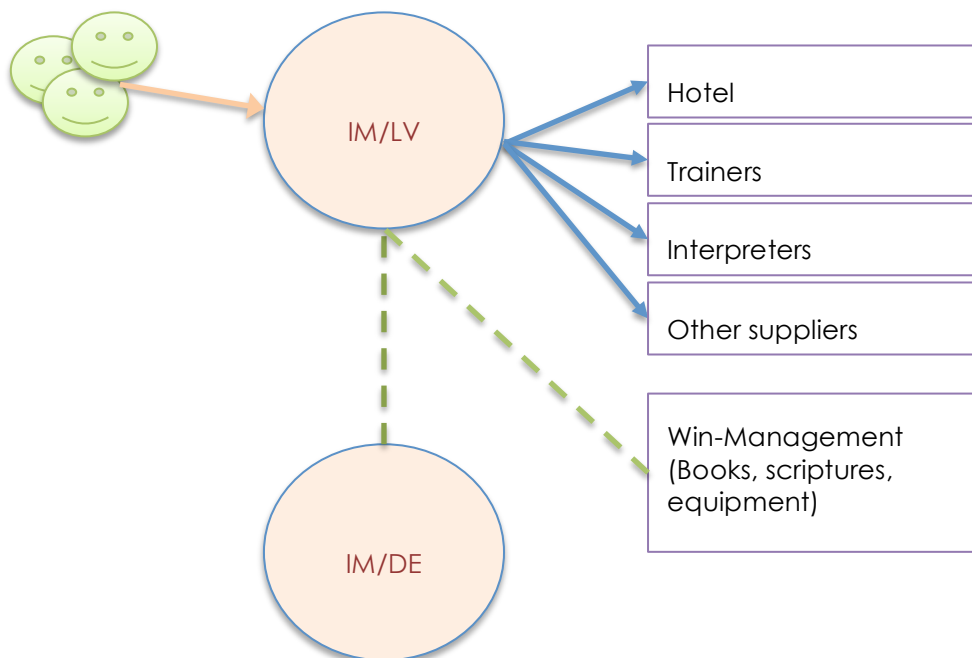 IM/LV
Hotel
Trainers
Interpreters
Other suppliers
Win-Management
(Books, scriptures,
equipment)
IM/DE